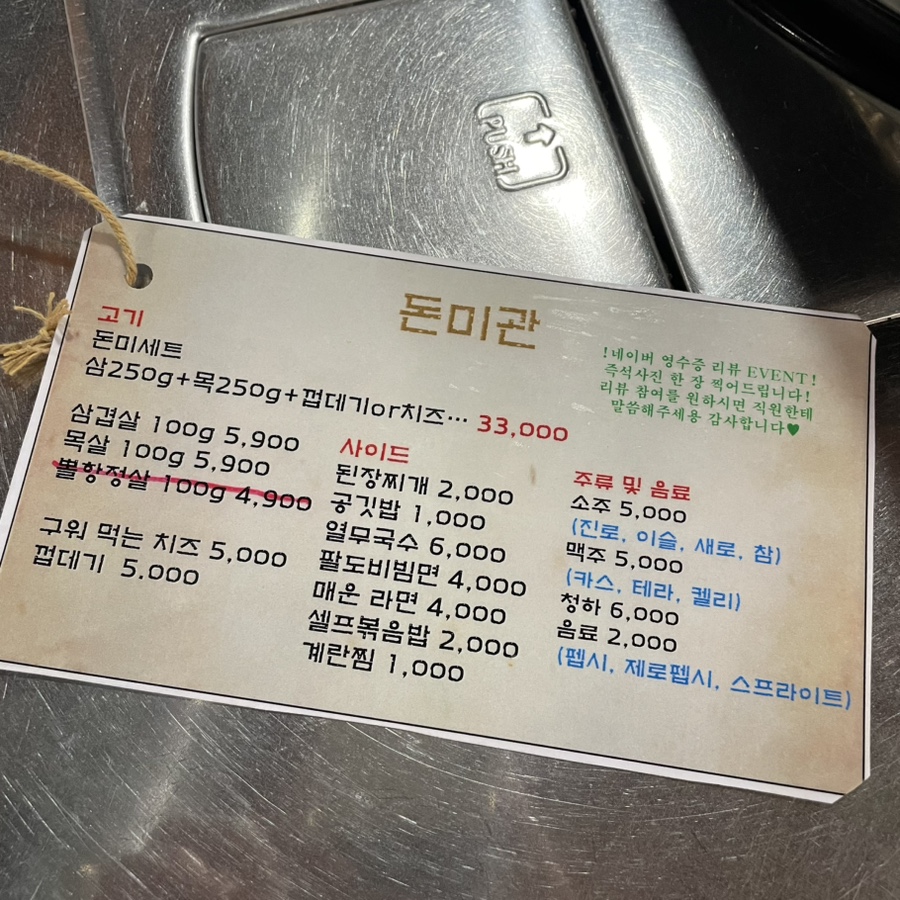 PUSH
돈미관
!네이버 영수증 리뷰 EVENT!
즉석사진 한 장 찍어드립니다!
리뷰 참여를 원하시면 직원한테
말씀해주세용 감사합니다♥
고기
돈미세트
삼250g+목250g+껍데기or치즈… 33,000
삼겹살 100g 5,900
목살 100g 5,900
뽈항정살 100g 4,900
구워 먹는 치즈 5,000
껍데기 5.000
사이드
된장찌개 2,000
공깃밥 1,000
열무국수 6,000
팔도비빔면 4,000
매운 라면 4,000
셀프볶음밥 2,000
계란찜 1,000
주류 및 음료
소주 5,000
(진로, 이슬, 새로, 참)
맥주 5,000
(카스, 테라, 켈리)
청하 6,000
음료 2,000
(펩시, 제로펩시, 스프라이트)